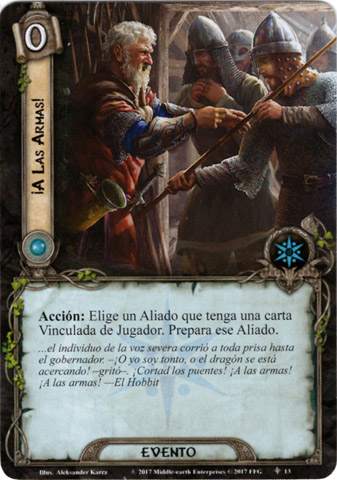 0
¡A Las Armas!
Acción: Elige un Aliado que tenga una carta
Vinculada de Jugador. Prepara ese Aliado.
...el individuo de la voz severa corrió a toda prisa hasta
el gobernador. –¡O yo soy tonto, o el dragón se está
acercando! –gritó–. ¡Cortad los puentes! ¡A las armas!
¡A las armas! —El Hobbit
Evento
Illus. Aleksander Karcz
© 2017 Middle-earth Enterprises © 2017 FFG
13